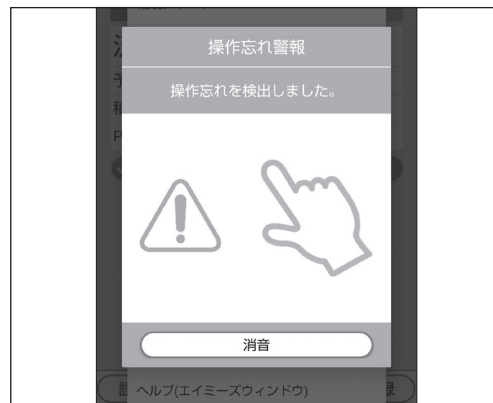 操作忘れ警報
操作忘れを検出しました。
消音
ヘルプ(エイミーズウィンドウ)